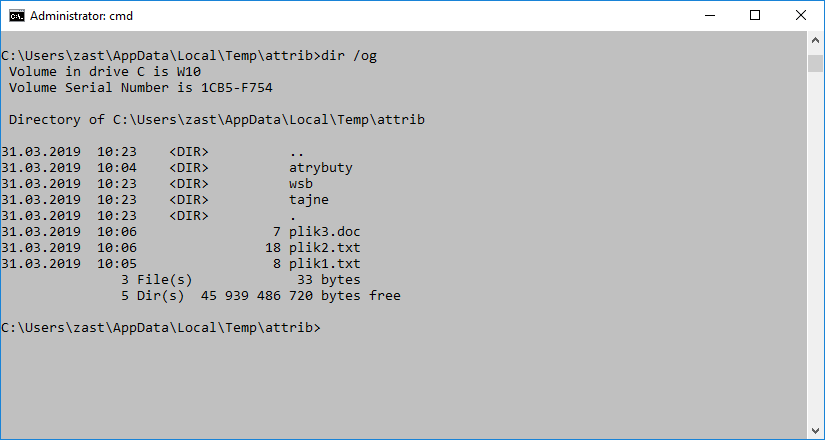 Administrator: cmd
C:\Users\zast\AppData\Local\Temp\attrib>dir /og
 Volume in drive C is W10
 Volume Serial Number is 1CB5-F754

 Directory of C:\Users\zast\AppData\Local\Temp\attrib

31.03.2019  10:23    <DIR>          ..
31.03.2019  10:04    <DIR>          atrybuty
31.03.2019  10:23    <DIR>          wsb
31.03.2019  10:23    <DIR>          tajne
31.03.2019  10:23    <DIR>          .
31.03.2019  10:06                 7 plik3.doc
31.03.2019  10:06                18 plik2.txt
31.03.2019  10:05                 8 plik1.txt
               3 File(s)             33 bytes
               5 Dir(s)  45 939 486 720 bytes free

C:\Users\zast\AppData\Local\Temp\attrib>